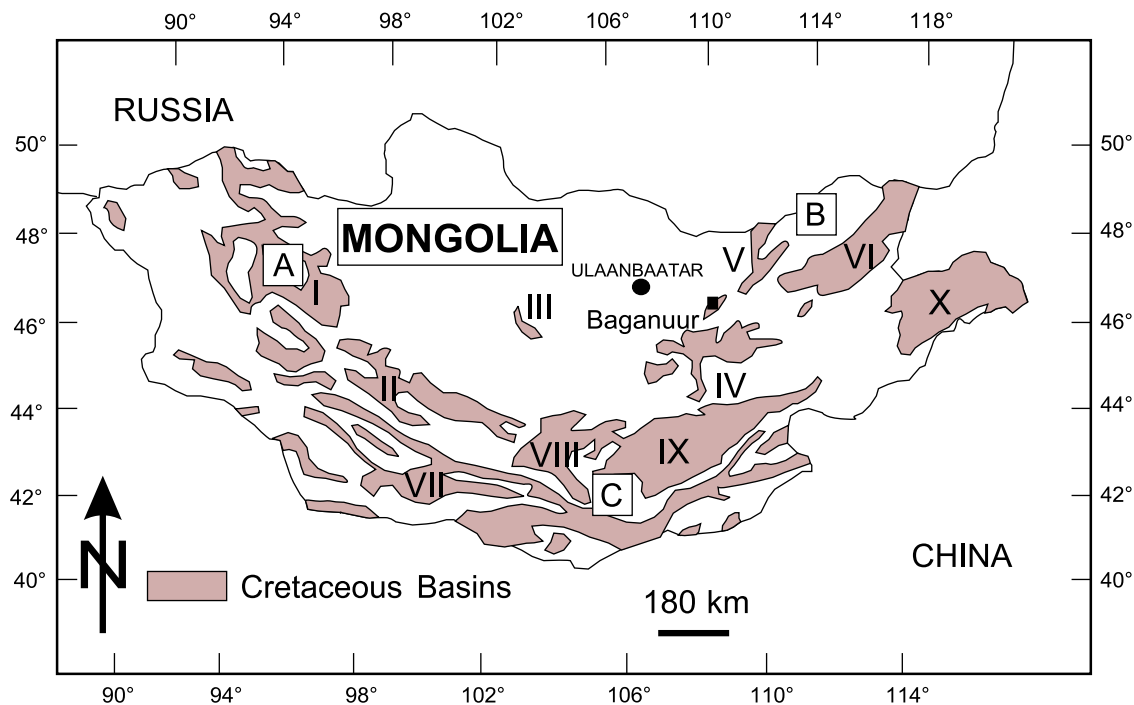 90° 94° 98° 102° 106° 110° 114° 118°
RUSSIA
50° 50°
B
48° MONGOLIA V VI 48°
A ULAANBAATAR
I III X
46° Baganuur 46°
II IV
44° 44°
VIII IX
VII
42° C 42°
N CHINA
40° Cretaceous Basins 40°
180 km
90° 94° 98° 102° 106° 110° 114°